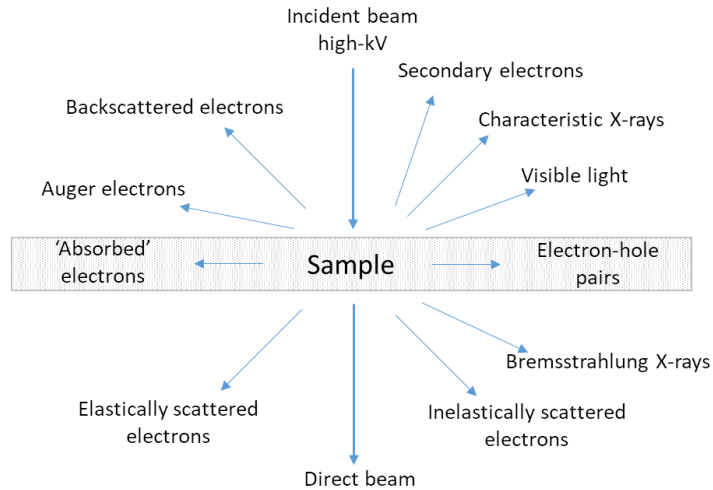 Incident beam
high-kV
Secondary electrons
Backscattered electrons
Characteristic X-rays
Visible light
Auger electrons
‘Absorbed’
electrons
Sample
Electron-hole
pairs
Bremsstrahlung X-rays
Elastically scattered
electrons
Inelastically scattered
electrons
Direct beam